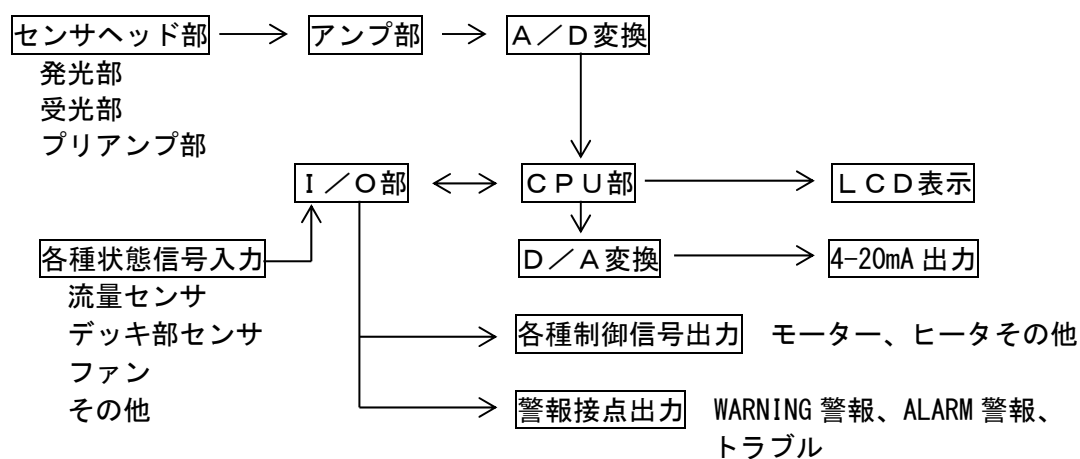 センサヘッド部
アンプ部
A／D変換
発光部
受光部
プリアンプ部
I／O部
CPU部
LCD表示
各種状態信号入力
D／A変換
4-20mA 出力
流量センサ
デッキ部センサ
ファン
その他
各種制御信号出力 モーター、ヒータその他
警報接点出力 WARNING 警報、ALARM 警報、
トラブル